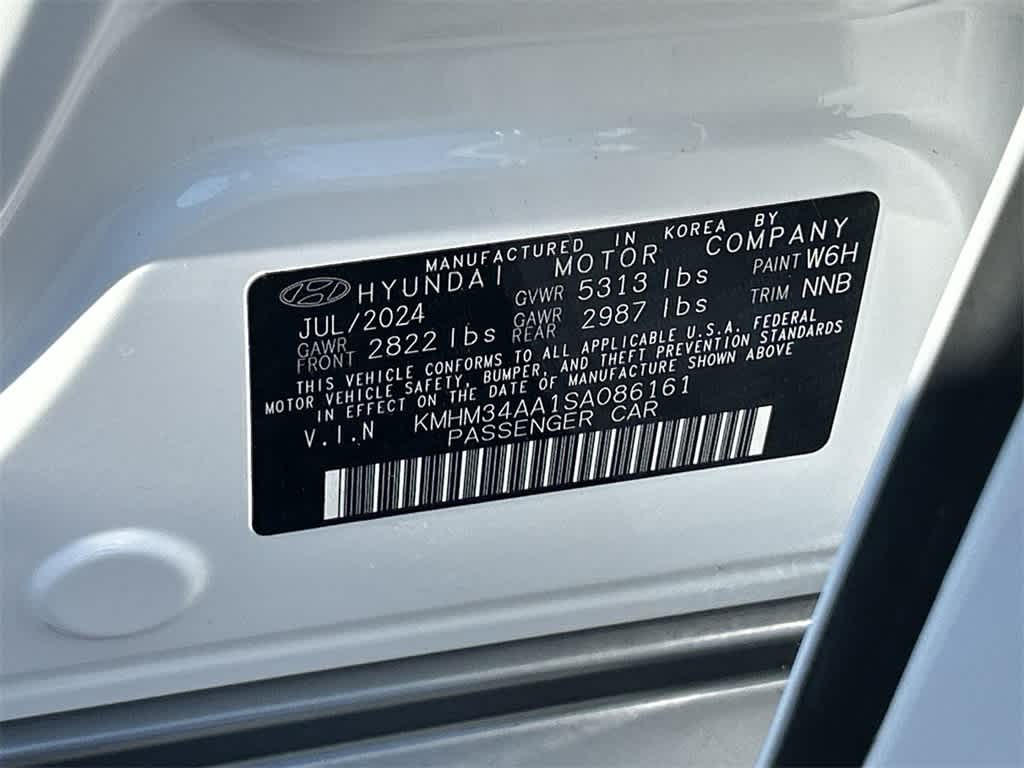 MANUFACTURED IN KOREA BY
HYUNDAI MOTOR COMPANY
JUL/2024 GVWR 5313 lbs PAINT W6H
GAWR FRONT 2822 lbs GAWR REAR 2987 lbs TRIM NNB
THIS VEHICLE CONFORMS TO ALL APPLICABLE U.S.A. FEDERAL
MOTOR VEHICLE SAFETY, BUMPER, AND THEFT PREVENTION STANDARDS
IN EFFECT ON THE DATE OF MANUFACTURE SHOWN ABOVE
V.I.N KMHM34AA1SA086161
PASSENGER CAR